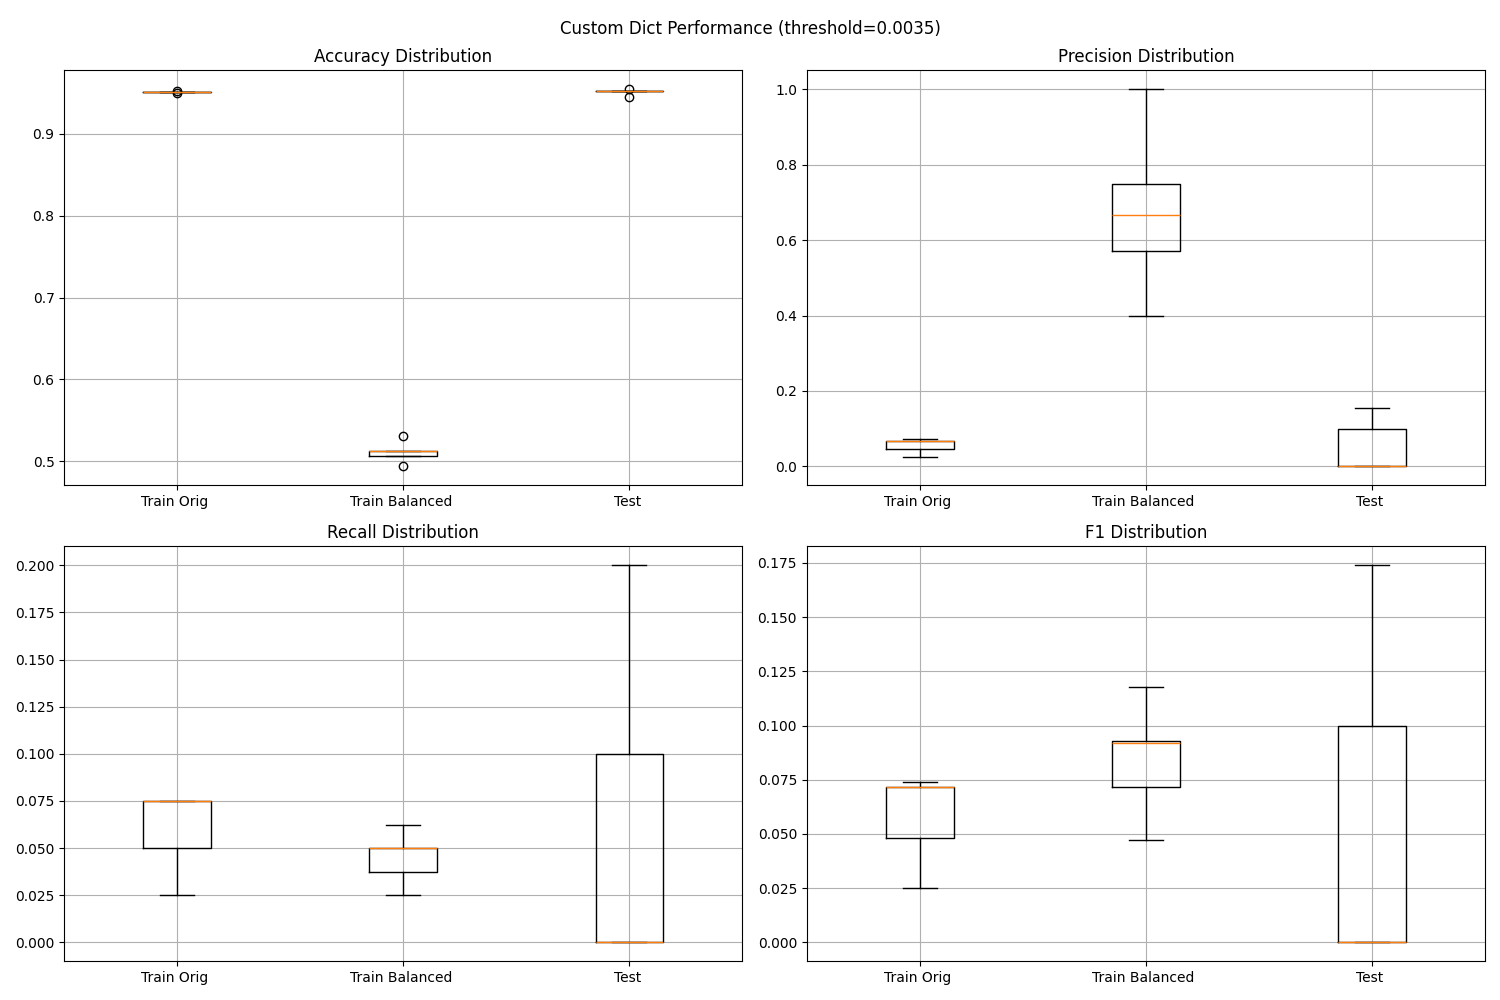 Custom Dict Performance (threshold=0.0035)
Accuracy Distribution
0.9
0.8
0.7
0.6
0.5
Train Orig
Train Balanced
Test
Precision Distribution
1.0
0.8
0.6
0.4
0.2
0.0
Train Orig
Train Balanced
Test
Recall Distribution
0.200
0.175
0.150
0.125
0.100
0.075
0.050
0.025
0.000
Train Orig
Train Balanced
Test
F1 Distribution
0.175
0.150
0.125
0.100
0.075
0.050
0.025
0.000
Train Orig
Train Balanced
Test